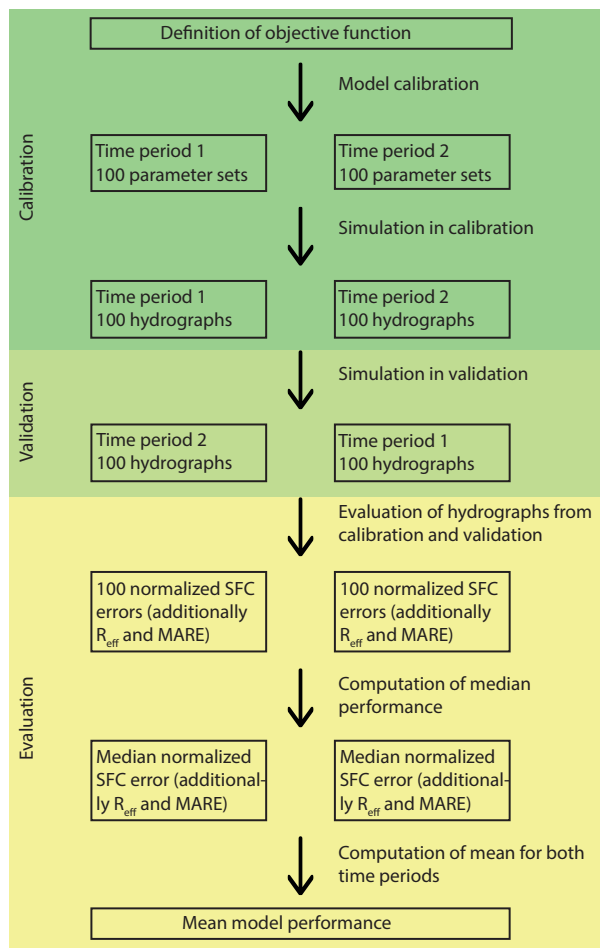 Definition of objective function
Model calibration
Calibration
Time period 1
100 parameter sets
Time period 2
100 parameter sets
Simulation in calibration
Time period 1
100 hydrographs
Time period 2
100 hydrographs
Simulation in validation
Validation
Time period 2
100 hydrographs
Time period 1
100 hydrographs
Evaluation of hydrographs from
calibration and validation
Evaluation
100 normalized SFC
errors (additionally
R_eff and MARE)
100 normalized SFC
errors (additionally
R_eff and MARE)
Computation of median
performance
Median normalized
SFC error (additional-
ly R_eff and MARE)
Median normalized
SFC error (additional-
ly R_eff and MARE)
Computation of mean for both
time periods
Mean model performance